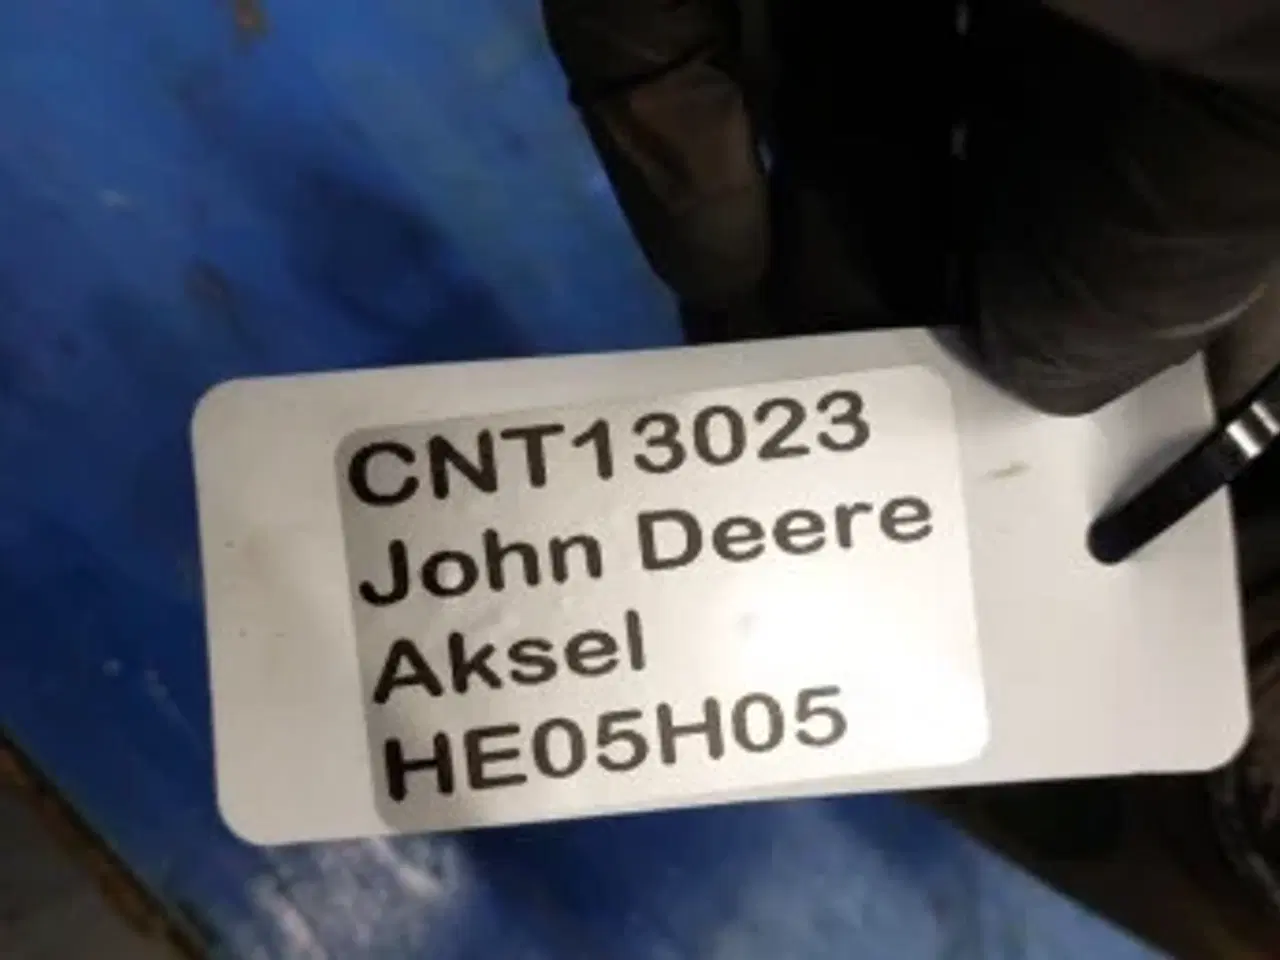 CNT13023
John Deere
Aksel
HE05H05